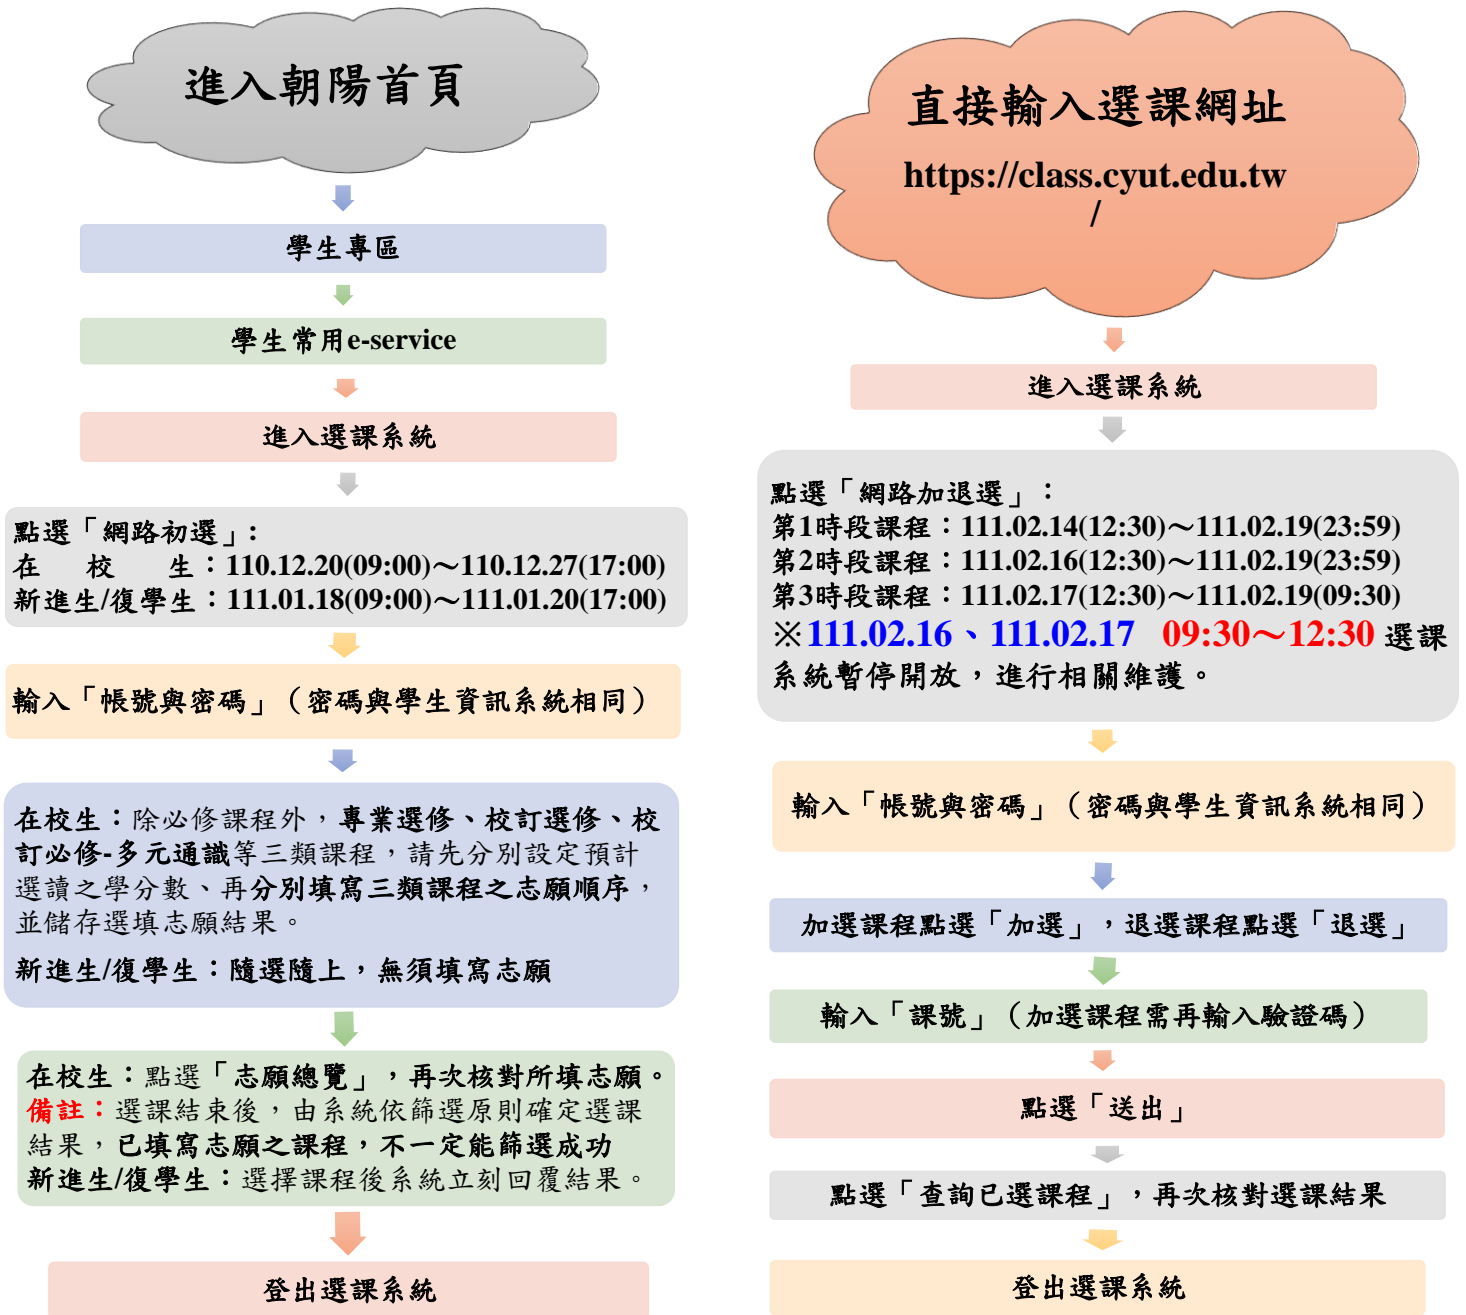 進入朝陽首頁
學生專區
學生常用e-service
進入選課系統
點選「網路初選」:
在 校 生：110.12.20(09:00)～110.12.27(17:00)
新進生/復學生：111.01.18(09:00)～111.01.20(17:00)
輸入「帳號與密碼」（密碼與學生資訊系統相同）
在校生：除必修課程外，專業選修、校
訂必修-多元通識等三類課程，請先分別設定預計
選讀之學分數、再分別填寫三類課程之志願順序，
並儲存選填志願結果。
新進生/復學生：隨選隨上，無須填寫志願
在校生：點選「志願總覽」，再次核對所填志願。
備註：選課結束後，由系統依篩選原則確定選課
結果，已填寫志願之課程，不一定能篩選成功
新進生/復學生：選擇課程後系統立刻回覆結果。
登出選課系統
直接輸入選課網址
https://class.cyut.edu.tw
/
進入選課系統
點選「網路加退選」：
第1時段課程：111.02.14(12:30)～111.02.19(23:59)
第2時段課程：111.02.16(12:30)～111.02.19(23:59)
第3時段課程：111.02.17(12:30)～111.02.19(09:30)
※111.02.16、111.02.17 09:30～12:30 選課
系統暫停開放，進行相關維護。
輸入「帳號與密碼」（密碼與學生資訊系統相同）
加選課程點選「加選」，退選課程點選「退選」
輸入「課號」（加選課程需再輸入驗證碼）
點選「送出」
點選「查詢已選課程」，再次核對選課結果
登出選課系統